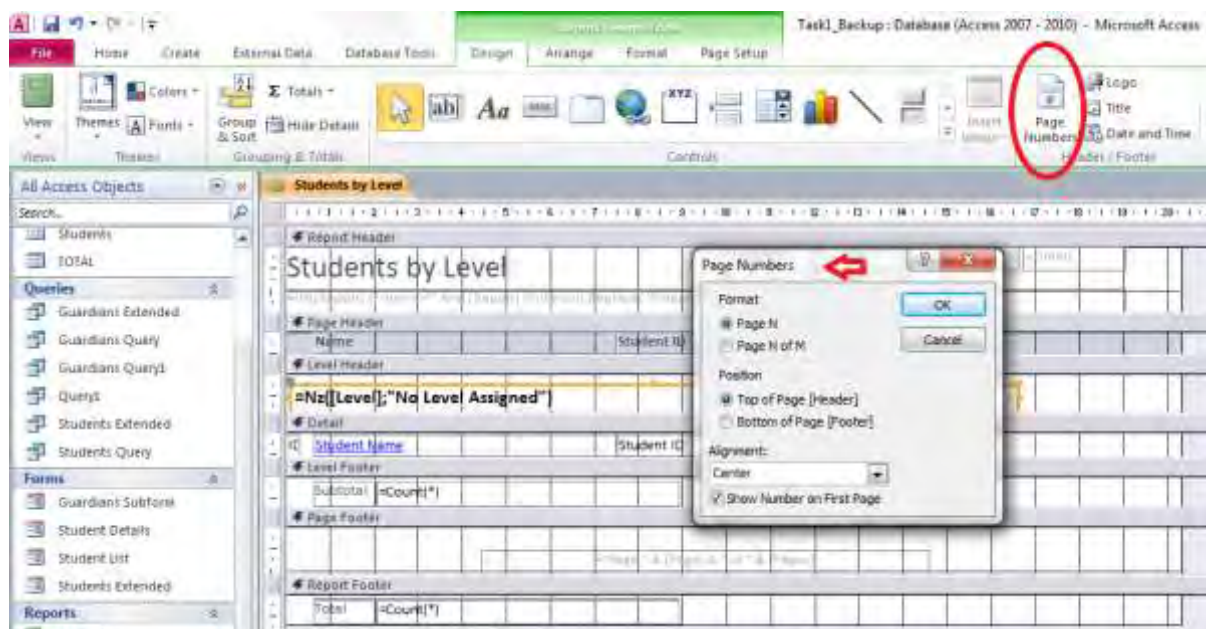 Task1_Backup : Database (Access 2007 - 2010) - Microsoft Access
File Home Create External Data Database Tools Design Arrange Format Page Setup
View
Themes
Colors
Fonts
Group & Sort
Totals
Hide Details
ab
Aa
XYZ
Insert
Page Numbers
Logo
Title
Date and Time
Views Themes Grouping & Totals Controls Header / Footer
All Access Objects
Search..
Students
TOTAL
Queries
Guardians Extended
Guardians Query
Guardians Query1
Query1
Students Extended
Students Query
Forms
Guardians Subform
Student Details
Student List
Students Extended
Reports
Students by Level
Report Header
Students by Level
Page Header
Name Student ID
Level Header
=Nz([Level];"No Level Assigned")
Detail
Student Name Student ID
Level Footer
Subtotal =Count(*)
Page Footer
Report Footer
Total =Count(*)
Page Numbers
Format
Page N
Page N of M
Position
Top of Page [Header]
Bottom of Page [Footer]
Alignment:
Center
Show Number on First Page
OK
Cancel